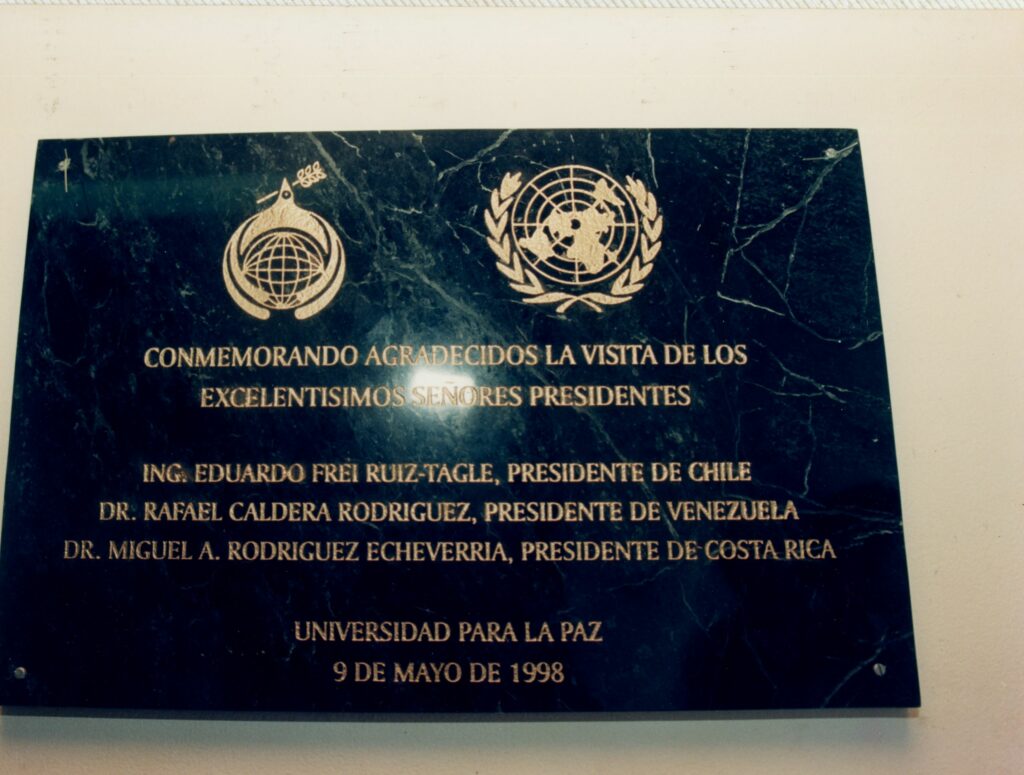 CONMEMORANDO AGRADECIDOS LA VISITA DE LOS
EXCELENTISIMOS SEÑORES PRESIDENTES
ING. EDUARDO FREI RUIZ-TAGLE, PRESIDENTE DE CHILE
DR. RAFAEL CALDERA RODRIGUEZ, PRESIDENTE DE VENEZUELA
DR. MIGUEL A. RODRIGUEZ ECHEVERRIA, PRESIDENTE DE COSTA RICA
UNIVERSIDAD PARA LA PAZ
9 DE MAYO DE 1998